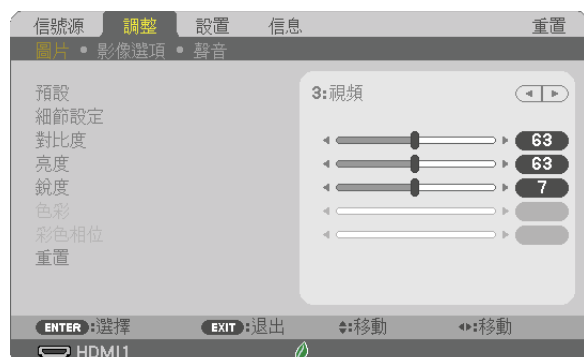 信號源 調整 設置 信息 重置
圖片 • 影像選項 • 聲音
預設 3:視頻
細節設定
對比度 63
亮度 63
銳度 7
色彩
彩色相位
重置
ENTER:選擇 EXIT:退出 :移動 :移動
HDMI1